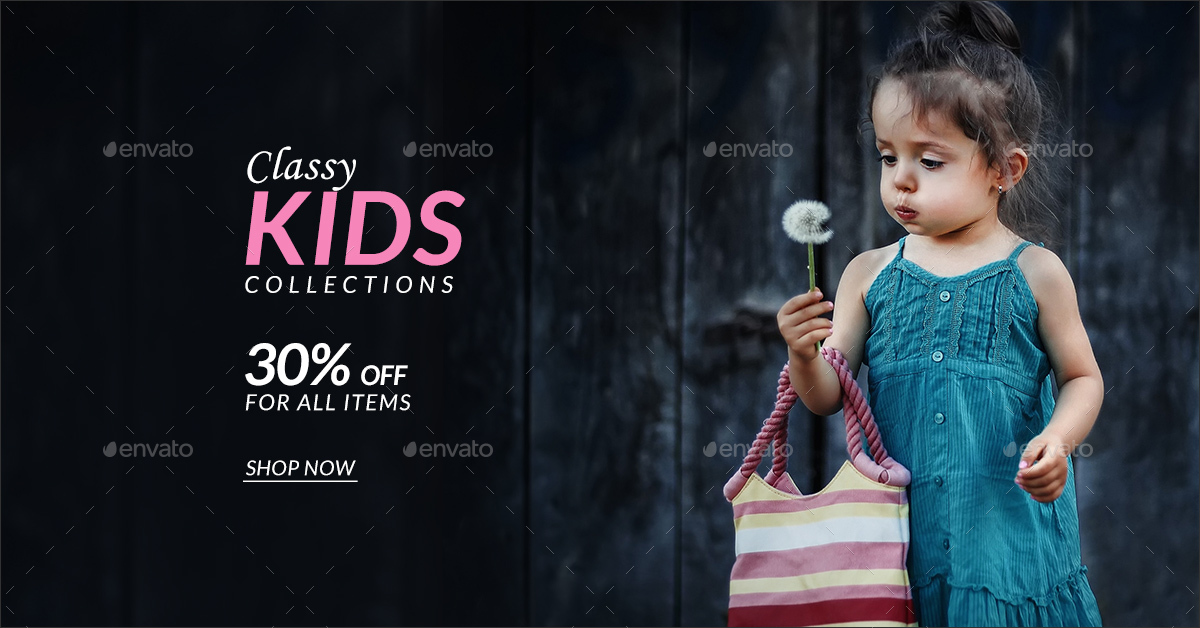 Classy
KIDS
COLLECTIONS
30% OFF
FOR ALL ITEMS
SHOP NOW
envato envato envato envato
envato envato envato envato